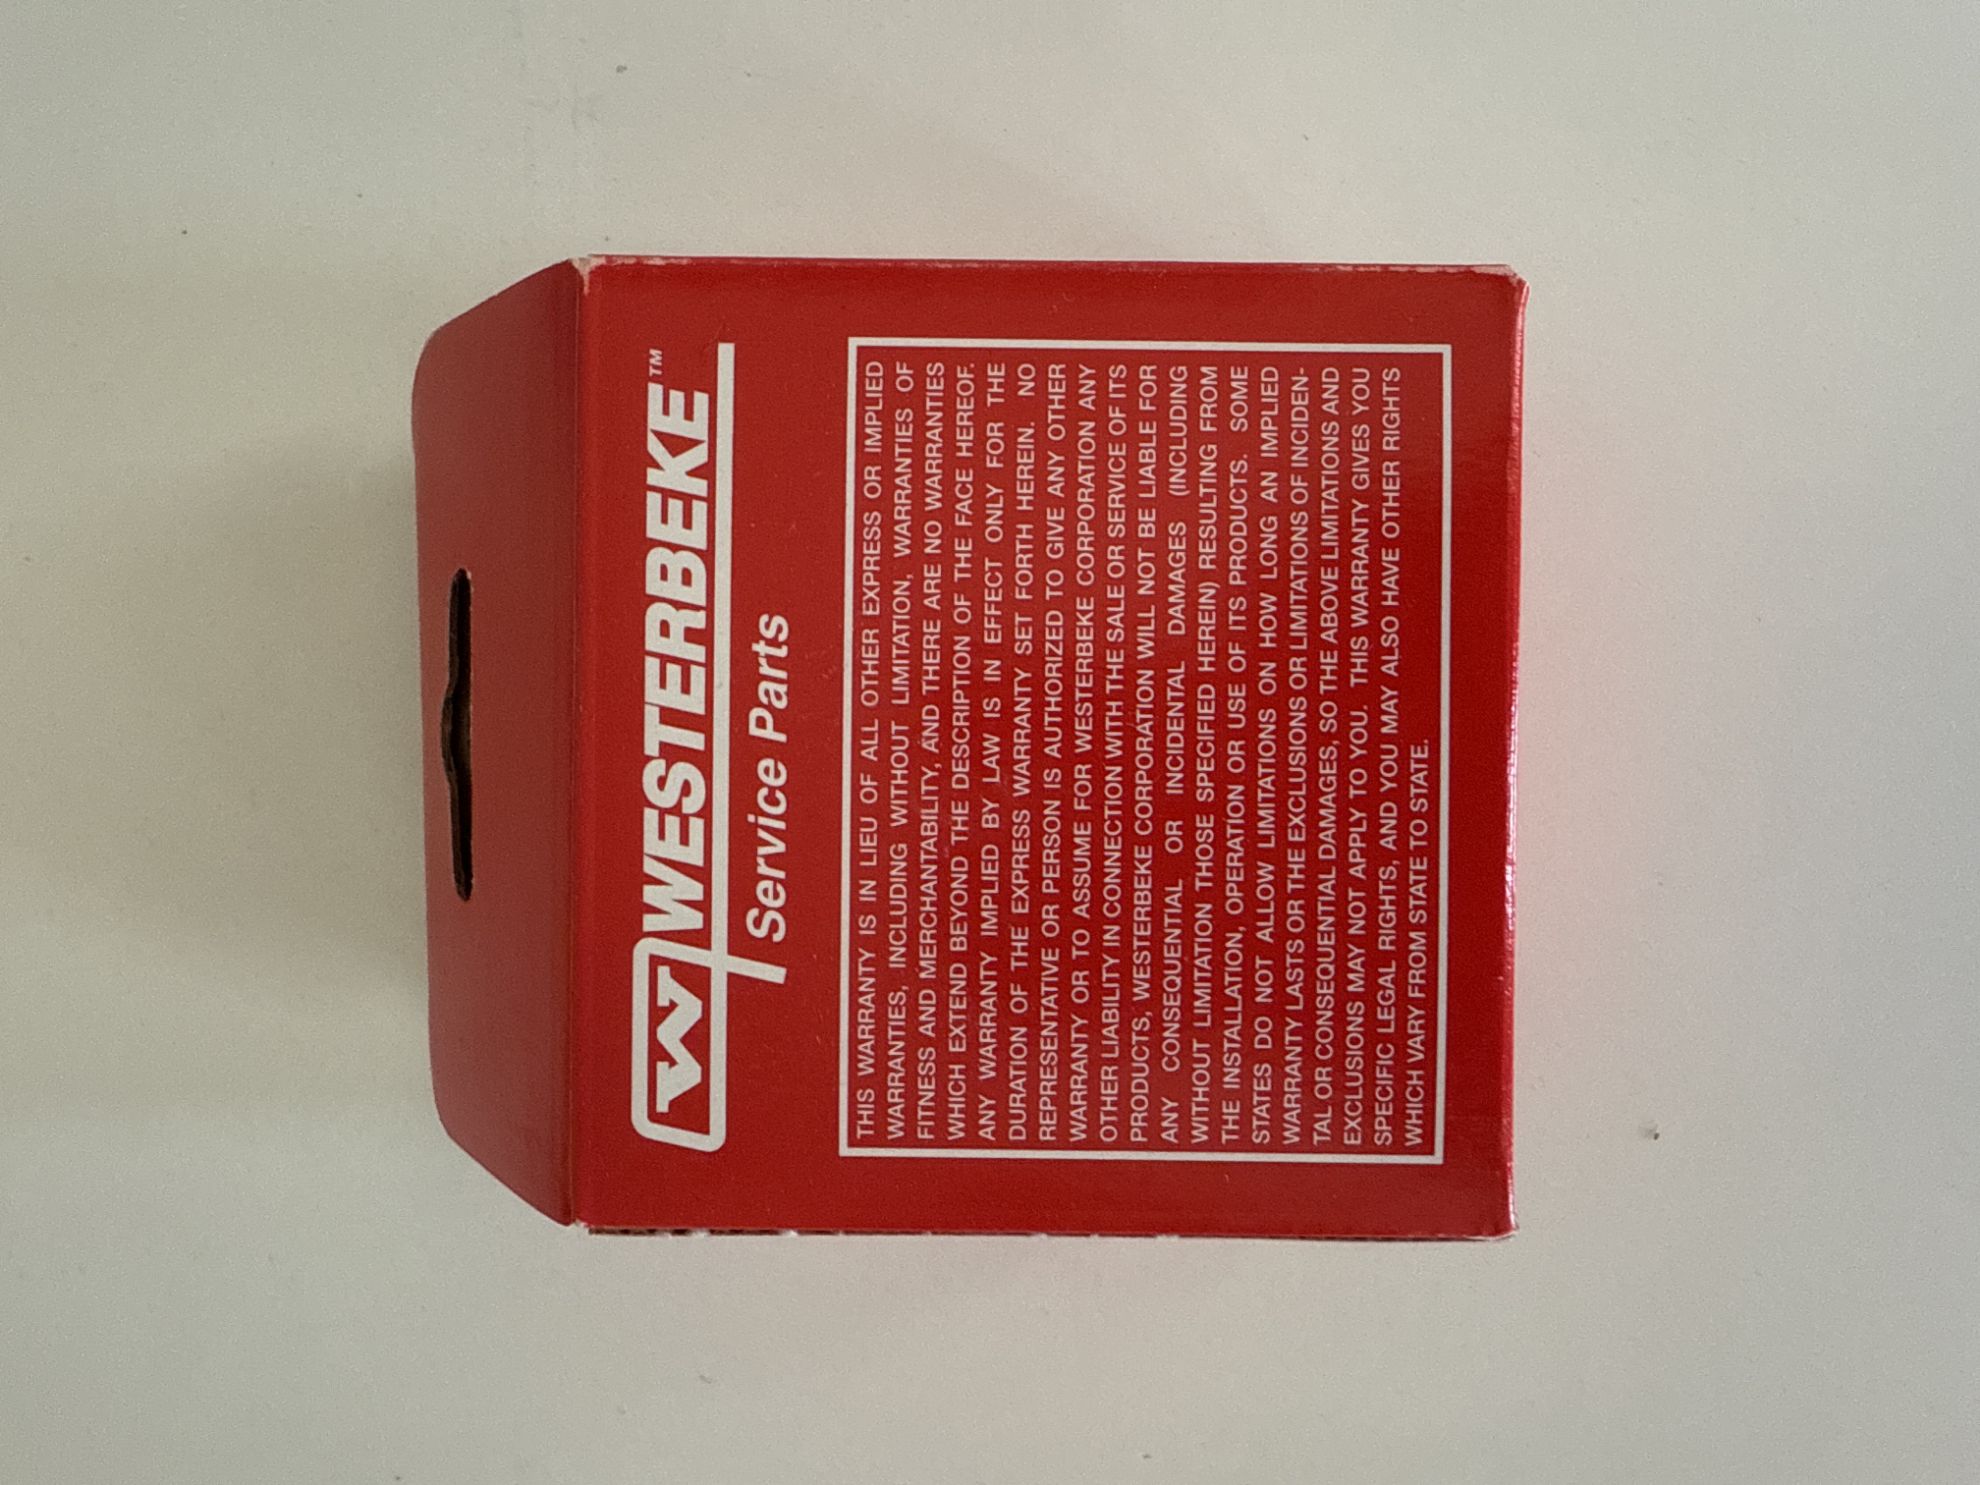 WESTERBEKE™
Service Parts
THIS WARRANTY IS IN LIEU OF ALL OTHER EXPRESS OR IMPLIED
WARRANTIES, INCLUDING WITHOUT LIMITATION, WARRANTIES OF
FITNESS AND MERCHANTABILITY, AND THERE ARE NO WARRANTIES
WHICH EXTEND BEYOND THE DESCRIPTION OF THE FACE HEREOF.
ANY WARRANTY IMPLIED BY LAW IS IN EFFECT ONLY FOR THE
DURATION OF THE EXPRESS WARRANTY SET FORTH HEREIN. NO
REPRESENTATIVE OR PERSON IS AUTHORIZED TO GIVE ANY OTHER
WARRANTY OR TO ASSUME FOR WESTERBEKE CORPORATION ANY
OTHER LIABILITY IN CONNECTION WITH THE SALE OR SERVICE OF ITS
PRODUCTS, WESTERBEKE CORPORATION WILL NOT BE LIABLE FOR
ANY CONSEQUENTIAL OR INCIDENTAL DAMAGES (INCLUDING
WITHOUT LIMITATION THOSE SPECIFIED HEREIN) RESULTING FROM
THE INSTALLATION, OPERATION OR USE OF ITS PRODUCTS. SOME
STATES DO NOT ALLOW LIMITATIONS ON HOW LONG AN IMPLIED
WARRANTY LASTS OR THE EXCLUSIONS OR LIMITATIONS OF INCIDEN-
TAL OR CONSEQUENTIAL DAMAGES, SO THE ABOVE LIMITATIONS AND
EXCLUSIONS MAY NOT APPLY TO YOU. THIS WARRANTY GIVES YOU
SPECIFIC LEGAL RIGHTS, AND YOU MAY ALSO HAVE OTHER RIGHTS
WHICH VARY FROM STATE TO STATE.